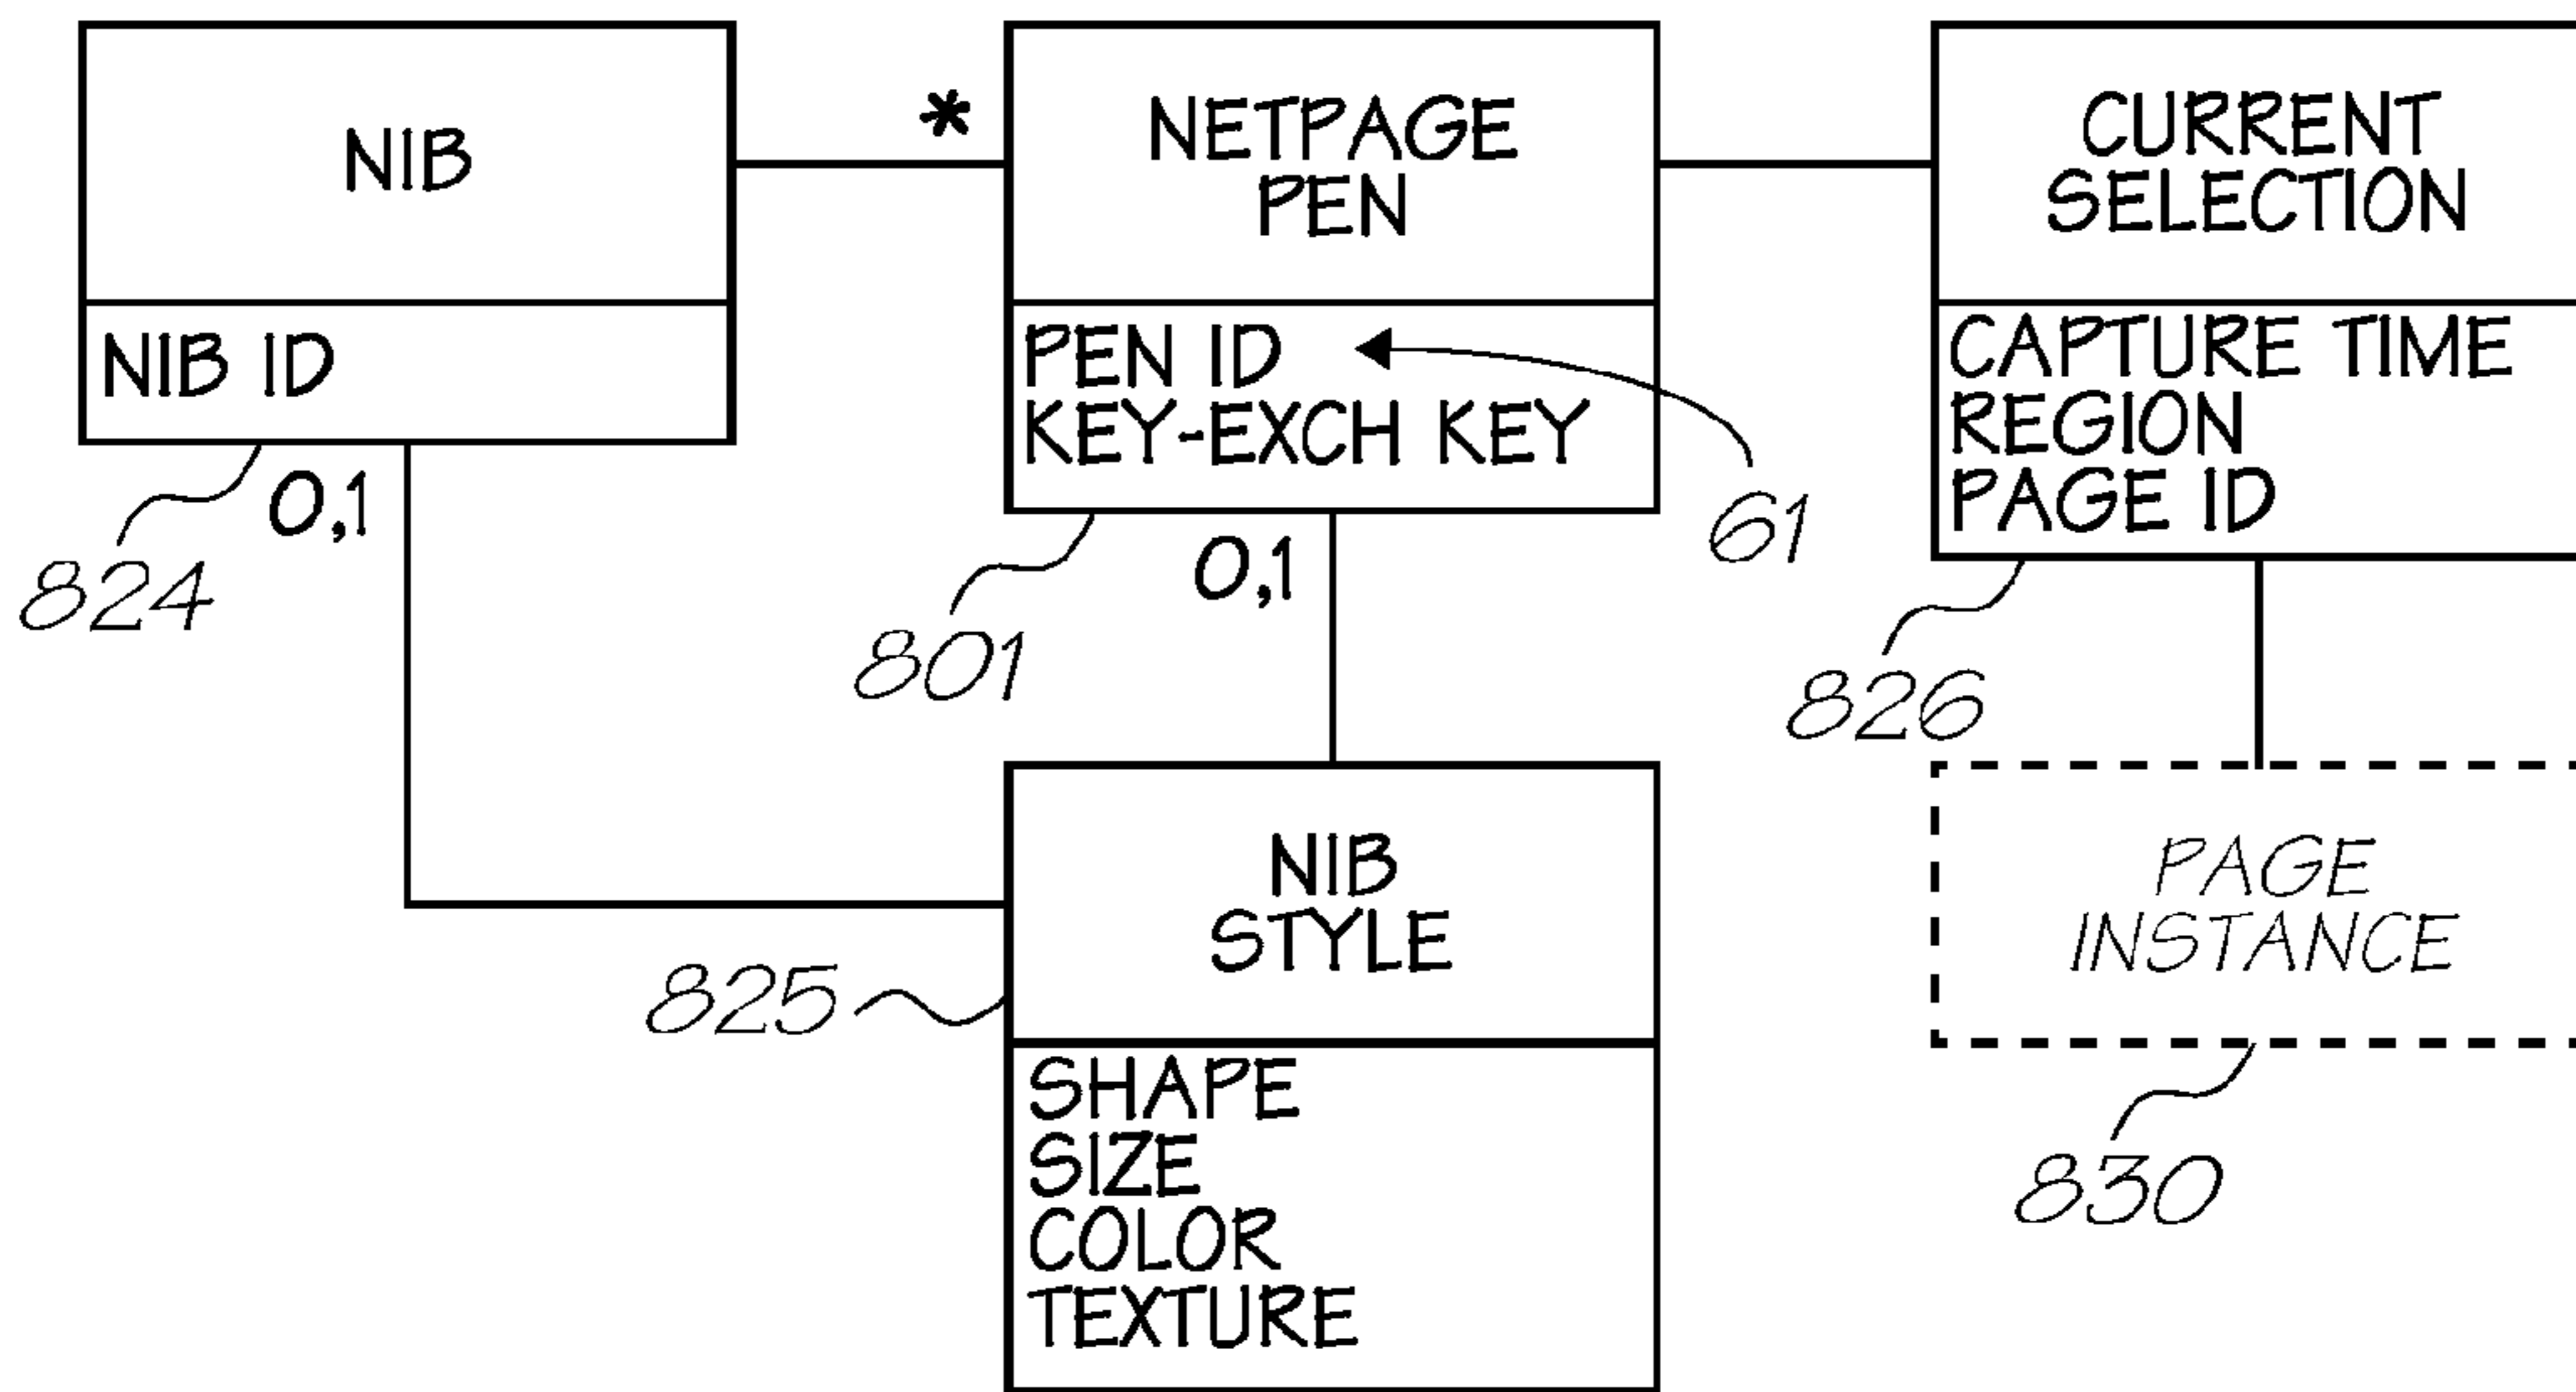 NIB
NIB ID
824
0,1
*
NETPAGE
PEN
PEN ID
KEY-EXCH KEY
61
801
0,1
CURRENT
SELECTION
CAPTURE TIME
REGION
PAGE ID
826
NIB
STYLE
825
SHAPE
SIZE
COLOR
TEXTURE
PAGE
INSTANCE
830